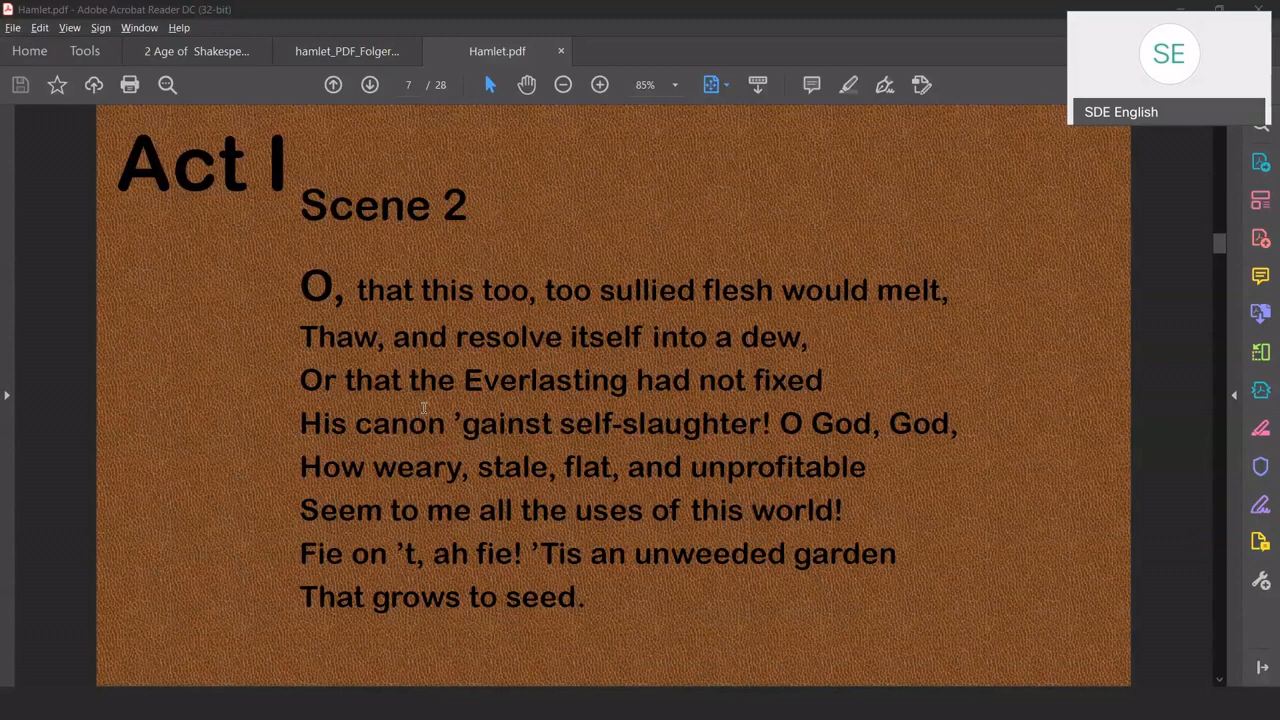 Hamlet.pdf - Adobe Acrobat Reader DC (32-bit)
File Edit View Sign Window Help
Home Tools 2 Age of Shakespe... hamlet_PDF_Folger... Hamlet.pdf ×
7 / 28 85%
SE
SDE English
Act I
Scene 2
O, that this too, too sullied flesh would melt,
Thaw, and resolve itself into a dew,
Or that the Everlasting had not fixed
His canon ’gainst self-slaughter! O God, God,
How weary, stale, flat, and unprofitable
Seem to me all the uses of this world!
Fie on ’t, ah fie! ’Tis an unweeded garden
That grows to seed.